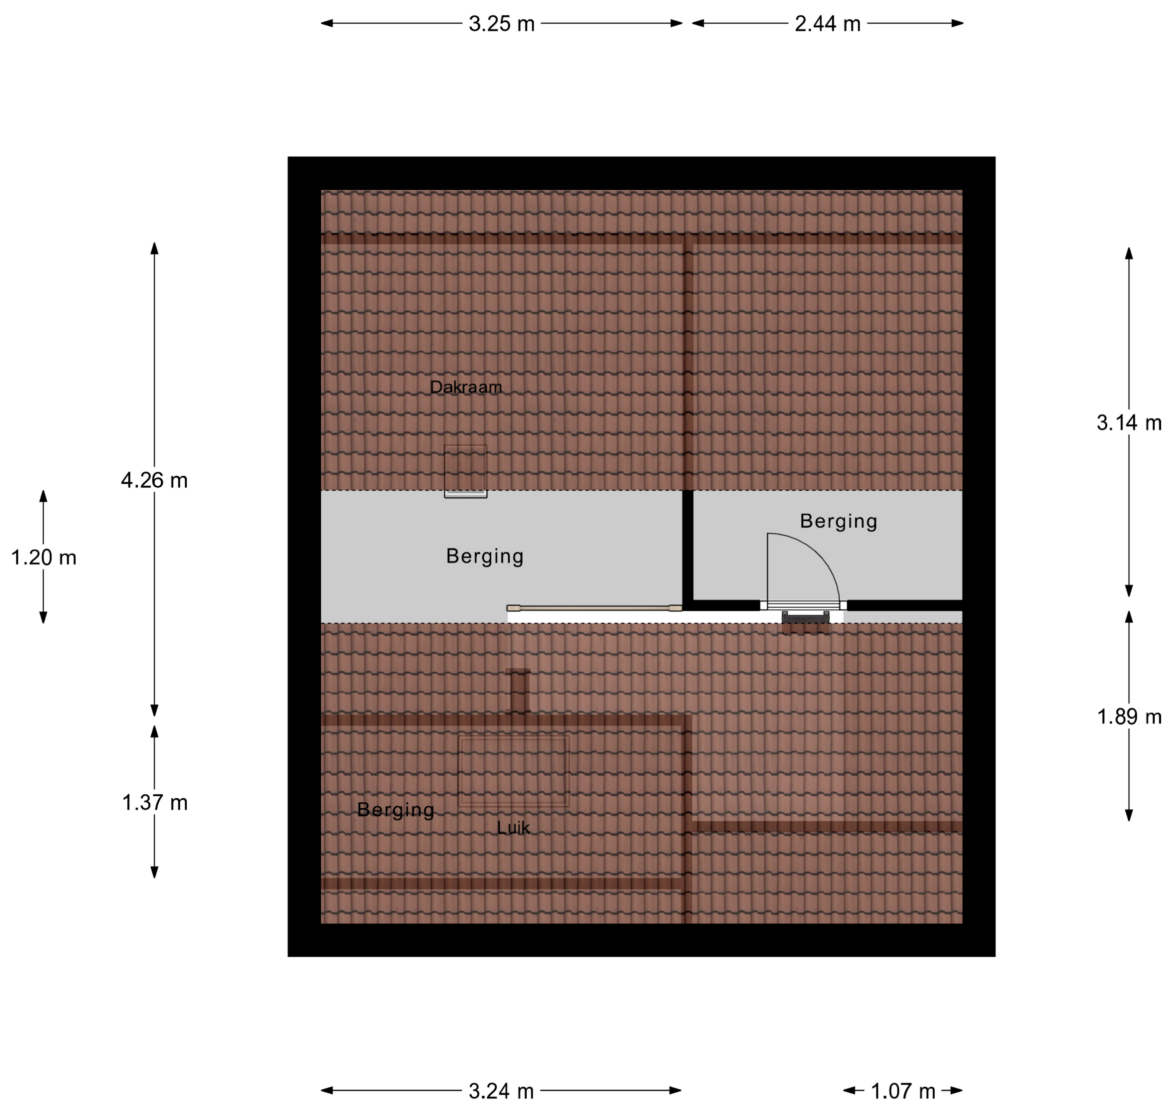 3.25 m
2.44 m
Dakraam
3.14 m
4.26 m
Berging
1.20 m
Berging
1.89 m
1.37 m
Berging
Luik
3.24 m
1.07 m